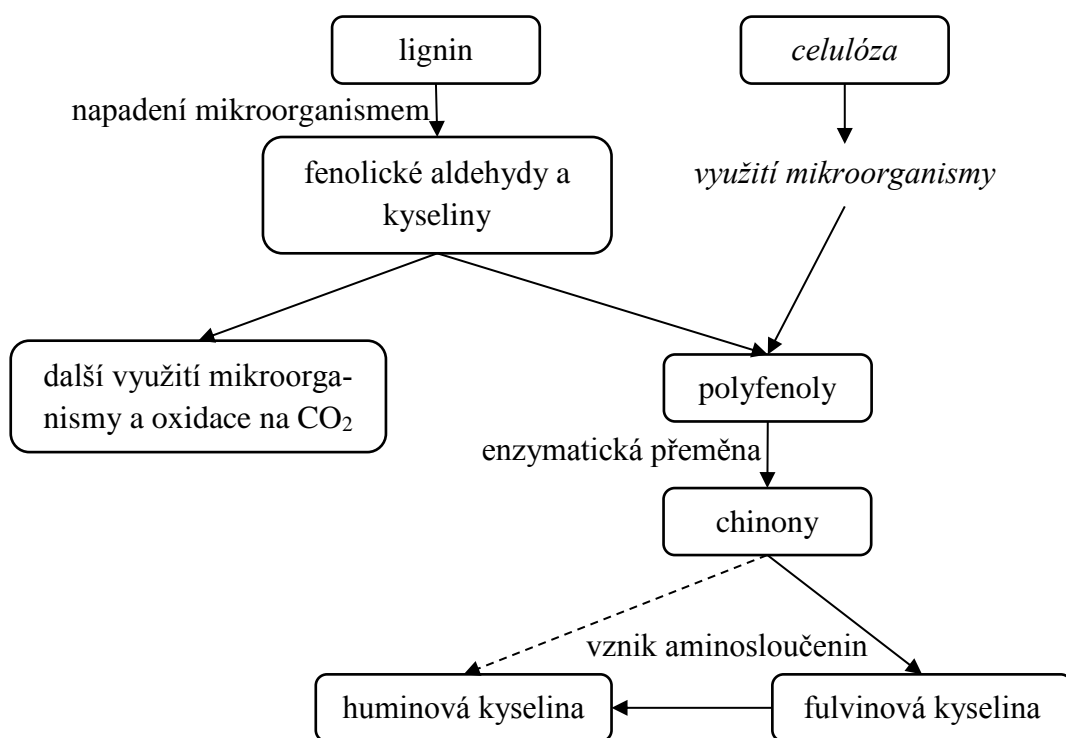 lignin
celulóza
napadení mikroorganismem
fenolické aldehydy a
kyseliny
využití mikroorganismy
další využití mikroorga-
nismy a oxidace na CO₂
polyfenoly
enzymatická přeměna
chinony
vznik aminosloučenin
huminová kyselina
fulvinová kyselina